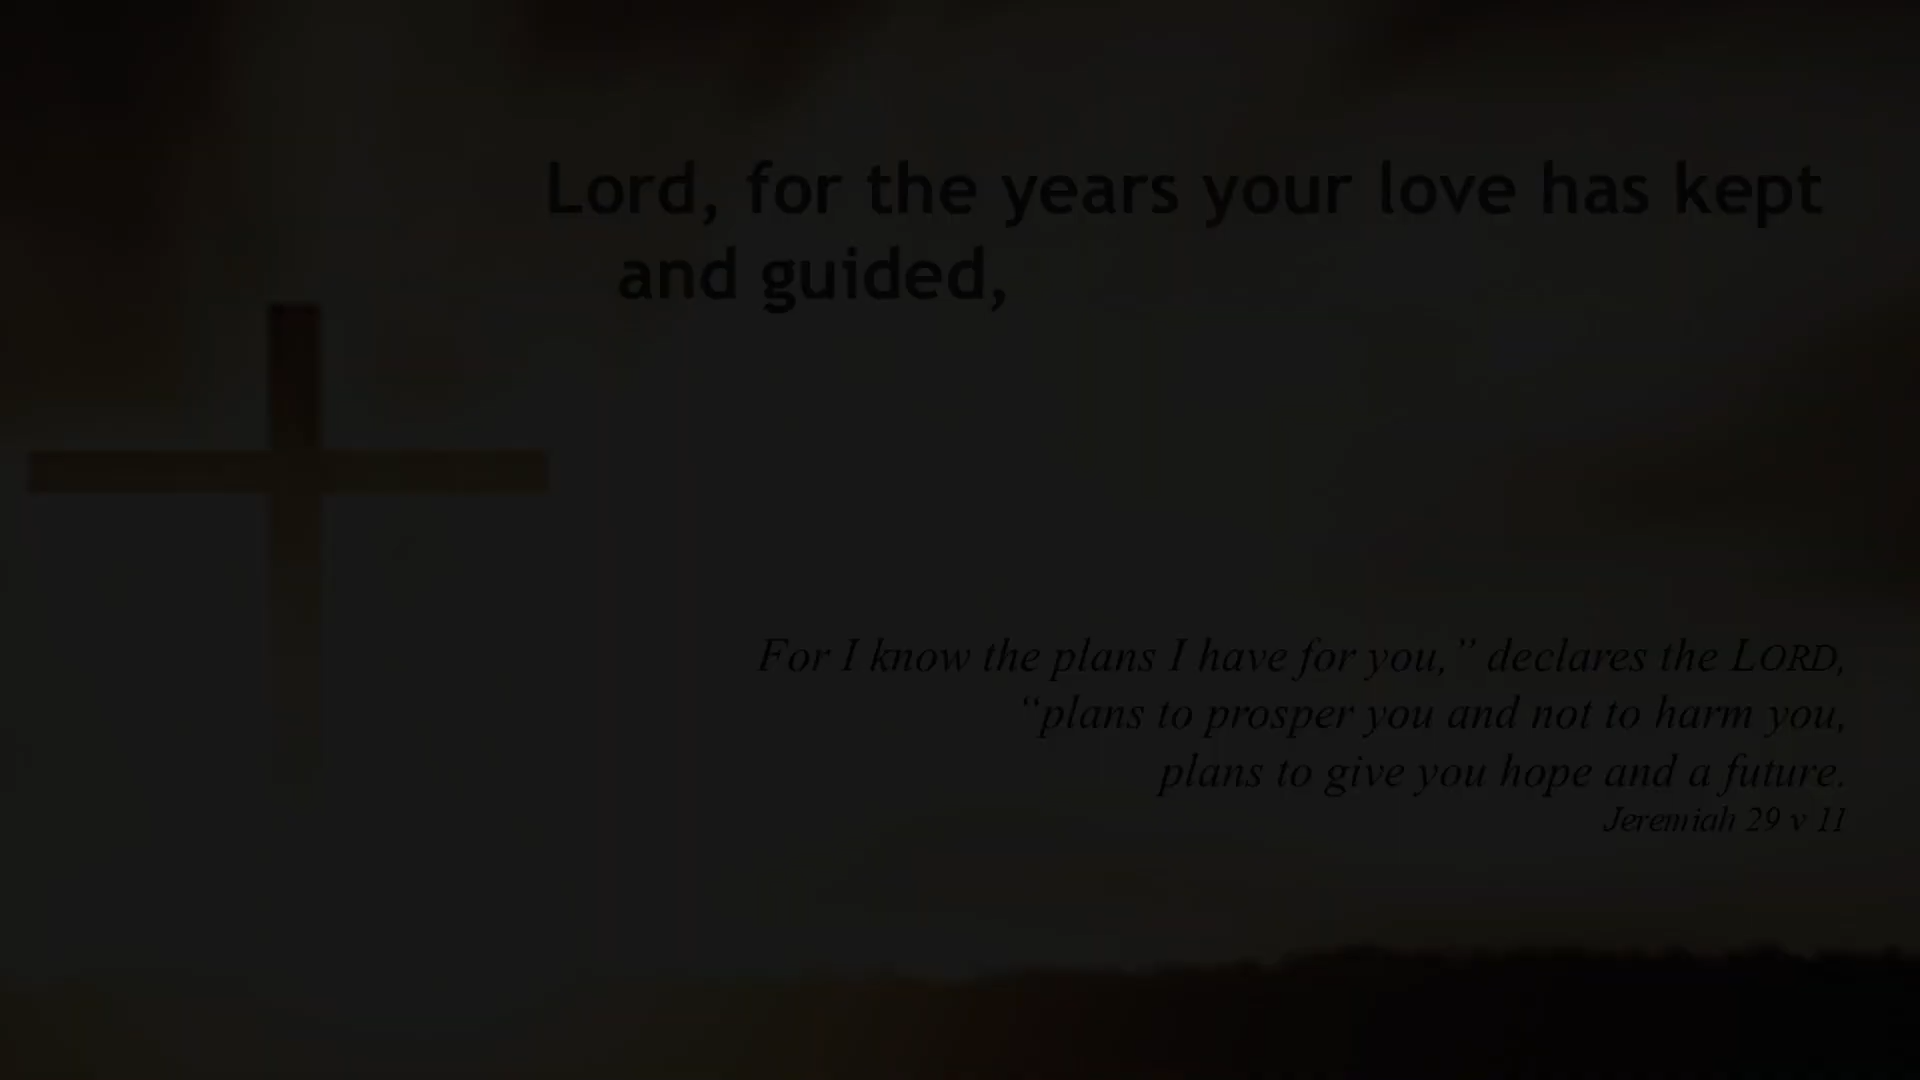 Lord, for the years your love has kept
and guided,
For I know the plans I have for you,” declares the LORD,
“plans to prosper you and not to harm you,
plans to give you hope and a future.
Jeremiah 29 v 11